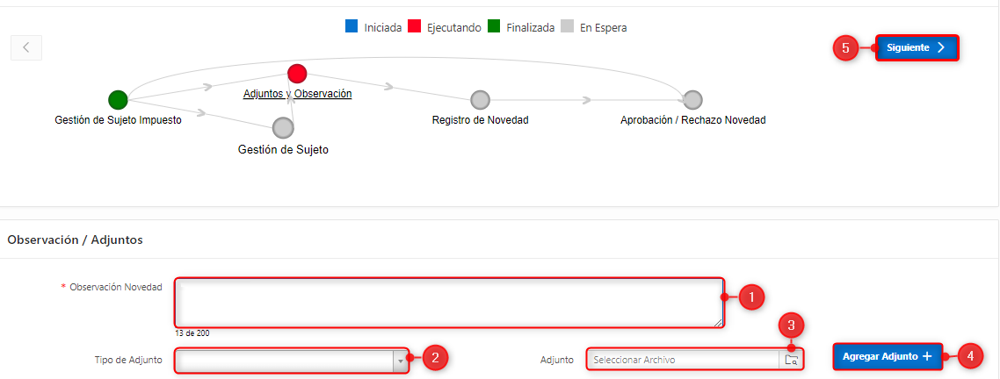 Iniciada Ejecutando Finalizada En Espera
5 Siguiente
Adjuntos y Observación
Gestión de Sujeto Impuesto Registro de Novedad Aprobación / Rechazo Novedad
Gestión de Sujeto
Observación / Adjuntos
* Observación Novedad
1
13 de 200
3
Tipo de Adjunto 2 Adjunto Seleccionar Archivo Agregar Adjunto + 4